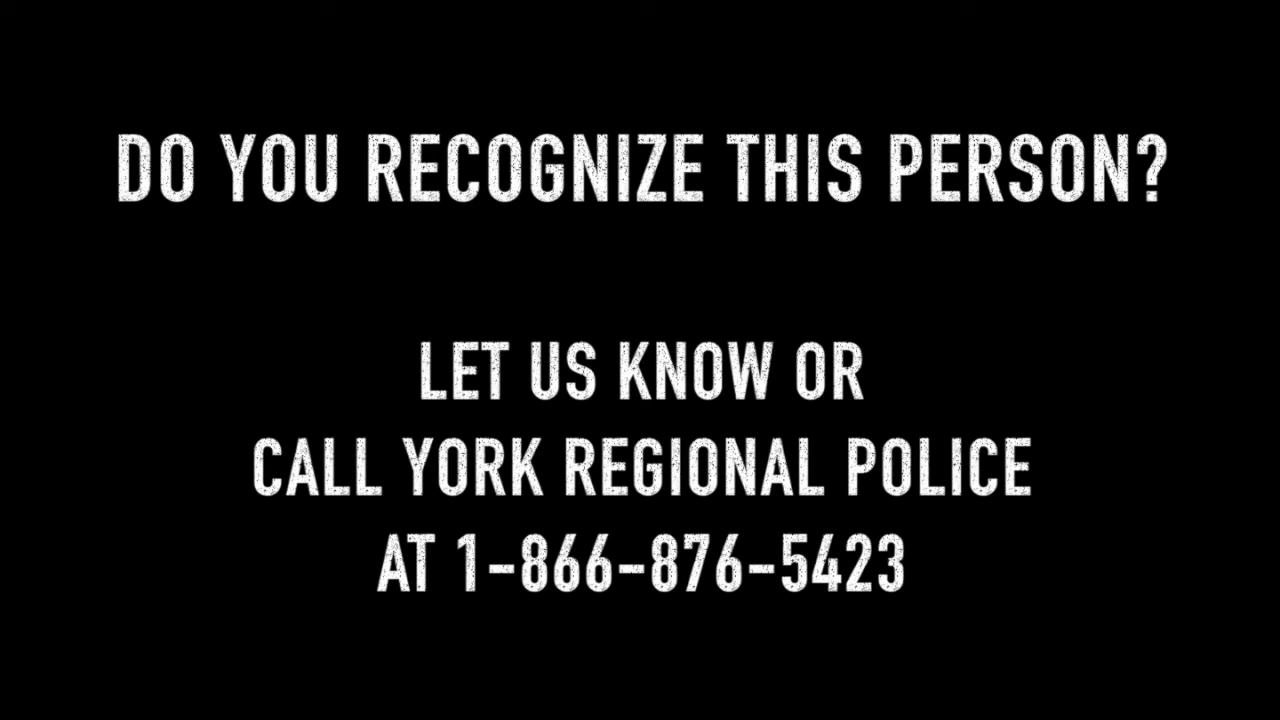 DO YOU RECOGNIZE THIS PERSON?
LET US KNOW OR
CALL YORK REGIONAL POLICE
AT 1-866-876-5423